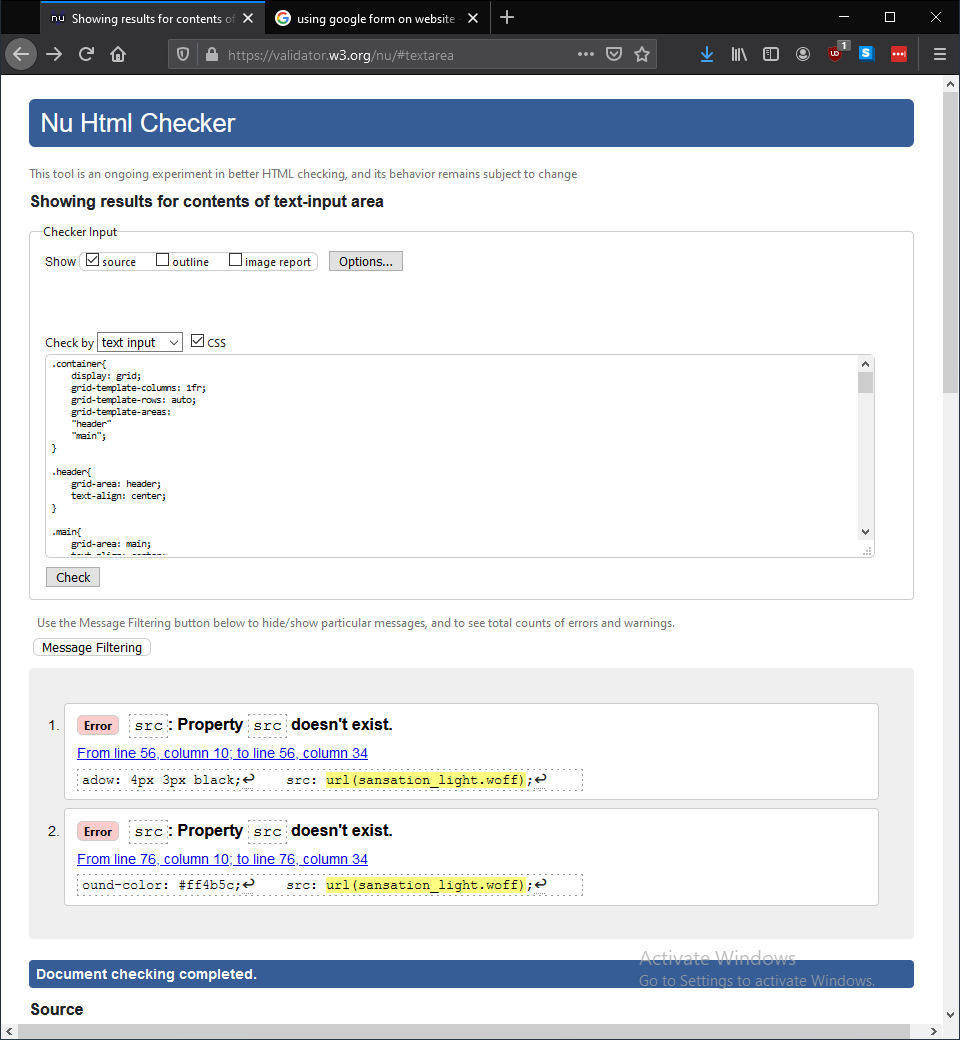 nu Showing results for contents of
using google form on website -
https://validator.w3.org/nu/#textarea
UD 1 S
Nu Html Checker
This tool is an ongoing experiment in better HTML checking, and its behavior remains subject to change
Showing results for contents of text-input area
Checker Input
Show source outline image report Options...
Check by text input CSS
.container{
display: grid;
grid-template-columns: 1fr;
grid-template-rows: auto;
grid-template-areas:
"header"
"main";
}
.header{
grid-area: header;
text-align: center;
}
.main{
grid-area: main;
text-align: center;
Check
Use the Message Filtering button below to hide/show particular messages, and to see total counts of errors and warnings.
Message Filtering
1. Error src: Property src doesn't exist.
From line 56, column 10; to line 56, column 34
adow: 4px 3px black;↩ src: url(sansation_light.woff);↩
2. Error src: Property src doesn't exist.
From line 76, column 10; to line 76, column 34
ound-color: #ff4b5c;↩ src: url(sansation_light.woff);↩
Activate Windows
Document checking completed.
Go to Settings to activate Windows.
Source